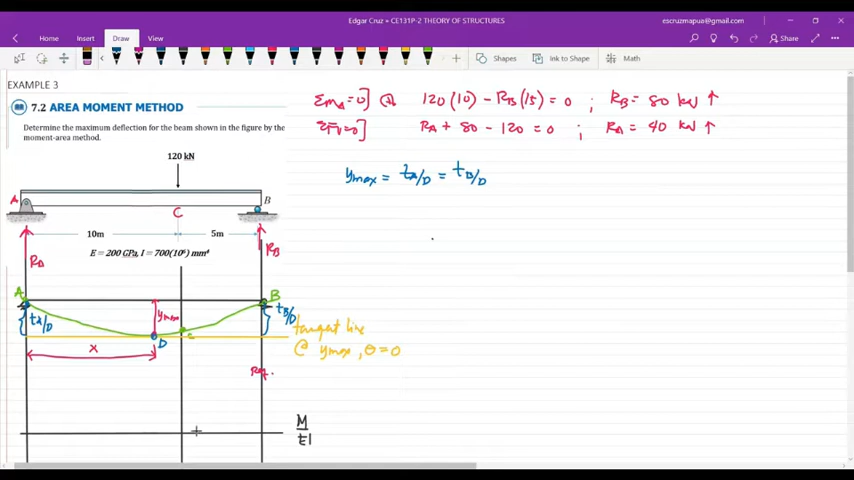 Edgar Cruz » CE131P-2 THEORY OF STRUCTURES
escruzmapua@gmail.com
Home Insert Draw View
Share
Shapes Ink to Shape Math
EXAMPLE 3
7.2 AREA MOMENT METHOD
Determine the maximum deflection for the beam shown in the figure by the
moment-area method.
120 kN
A B
C
10m 5m
E = 200 GPa, I = 700(10⁶) mm⁴
RA RB
A B
tA/D ymax tB/D
D C
x
tangent line
@ ymax, θ = 0
M
EI
ΣMA=0] 120(10) - RB(15) = 0 ; RB = 80 kN ↑
ΣFV=0] RA + 80 - 120 = 0 ; RA = 40 kN ↑
ymax = tA/D = tB/D